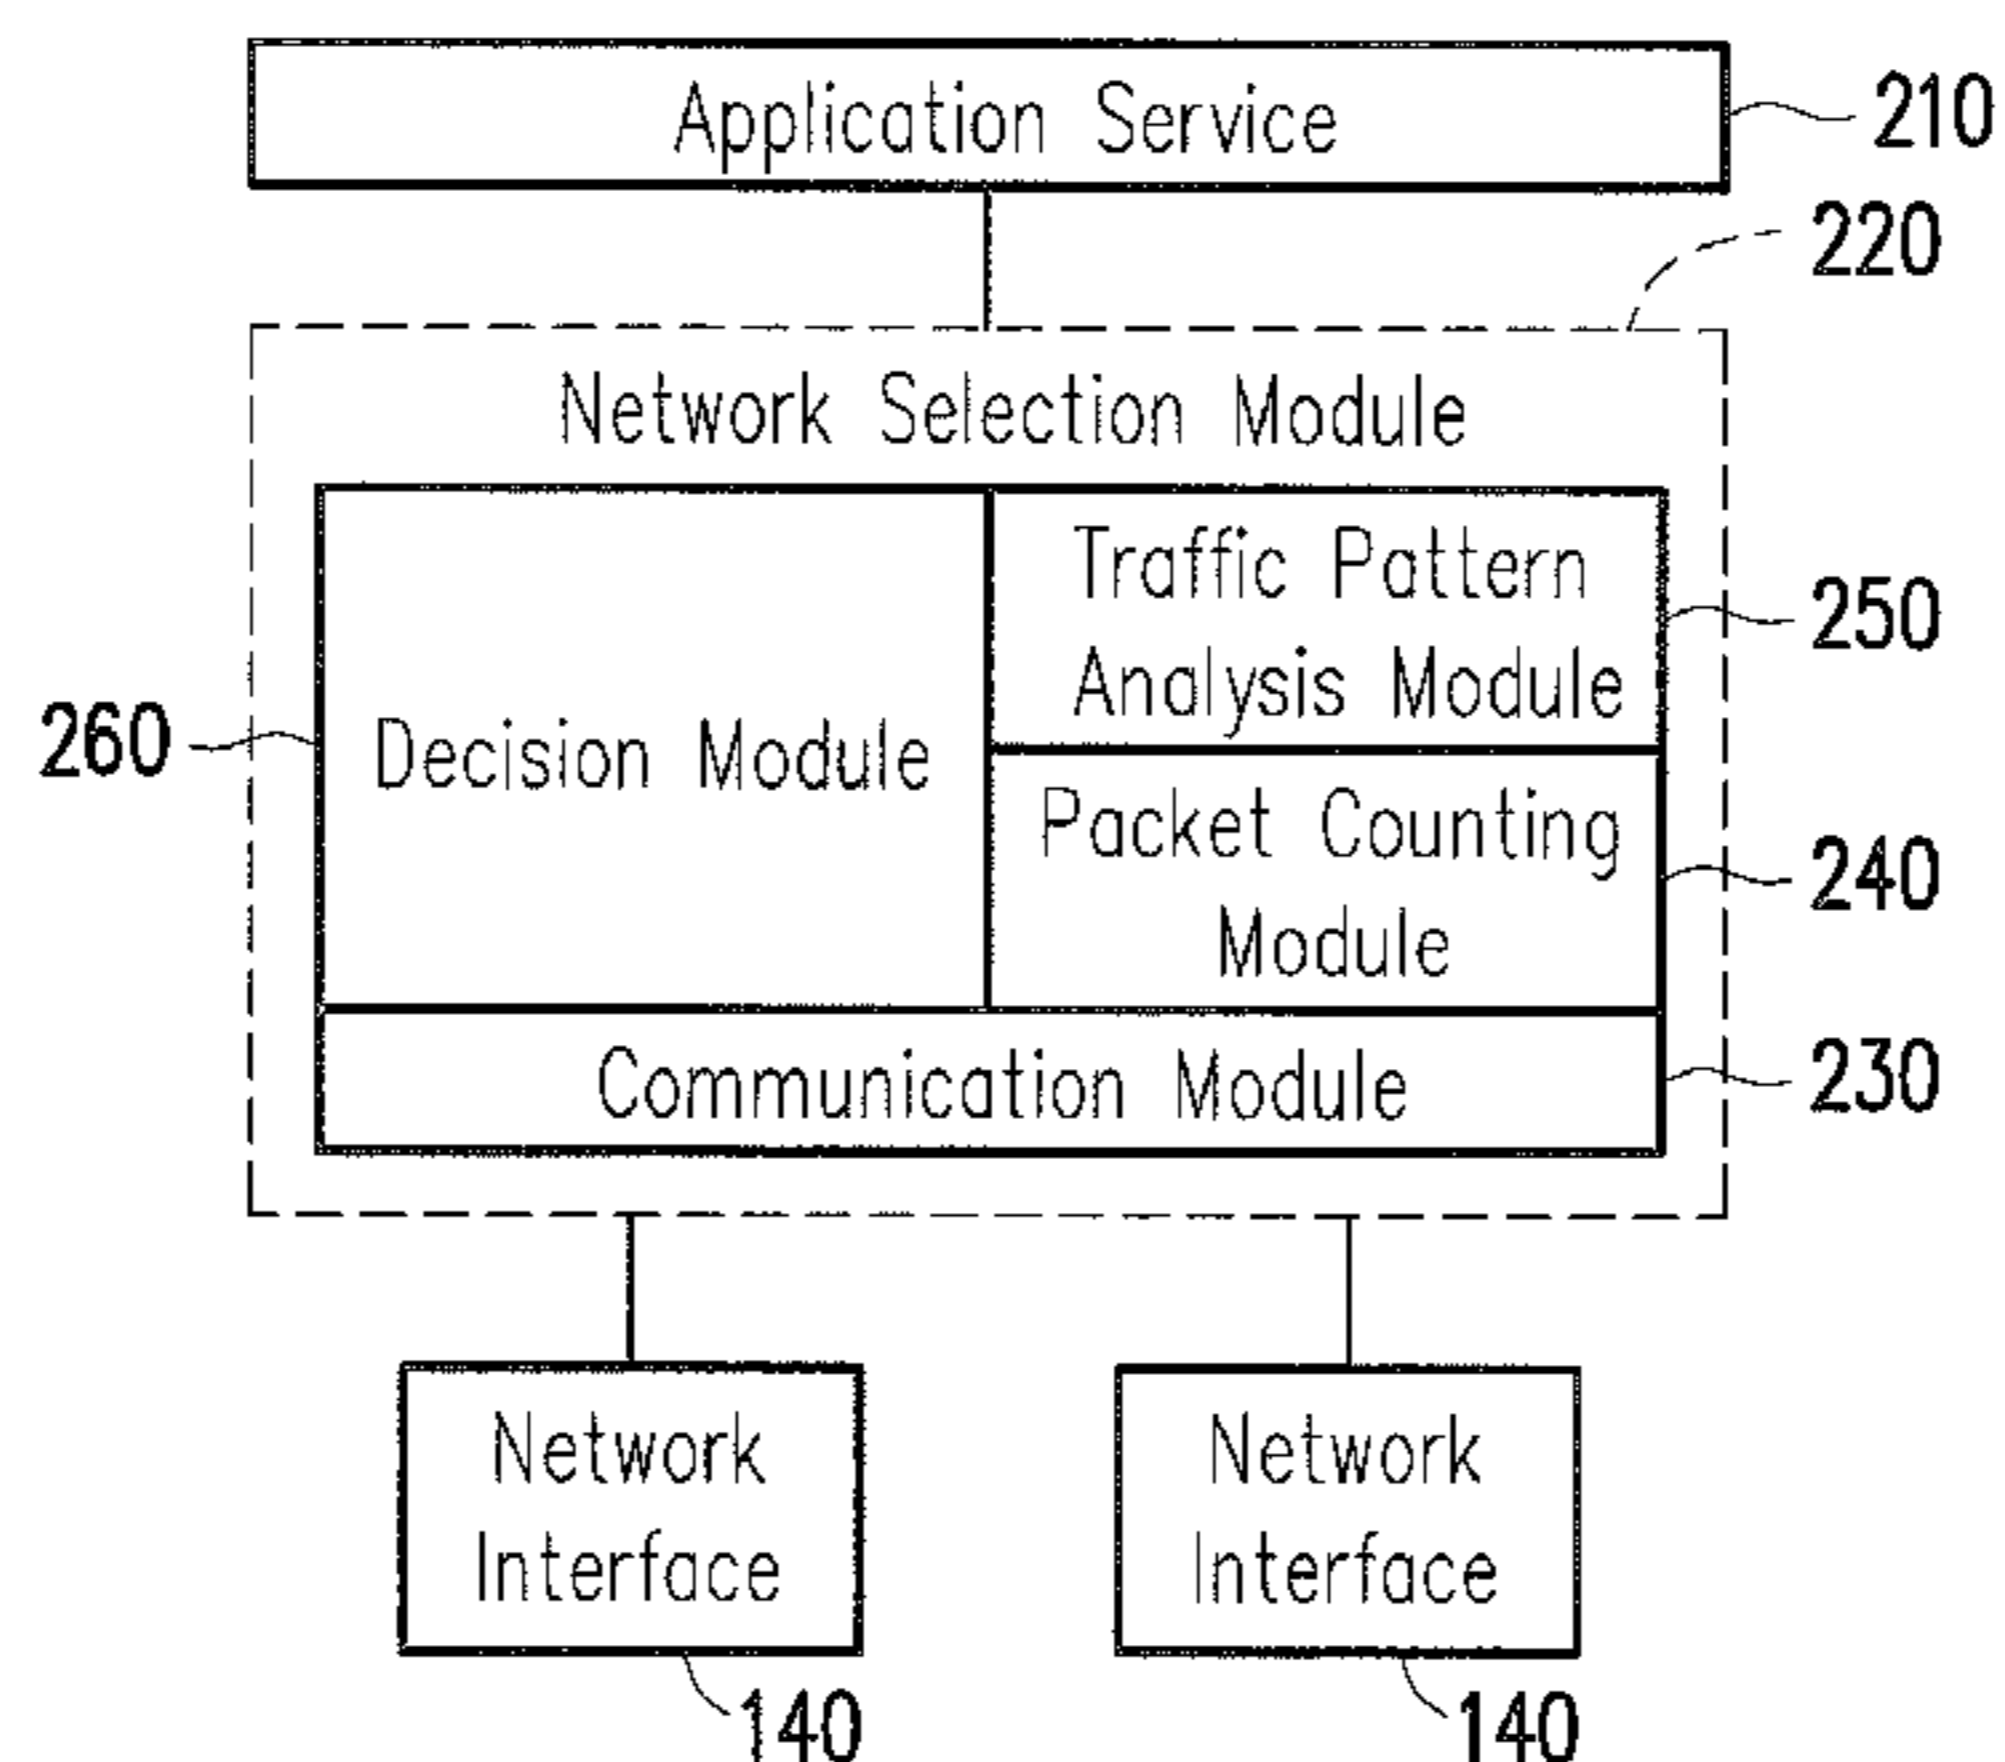 Application Service
210
220
Network Selection Module
Traffic Pattern
Analysis Module
250
260
Decision Module
Packet Counting
Module
240
Communication Module
230
Network
Interface
140
Network
Interface
140